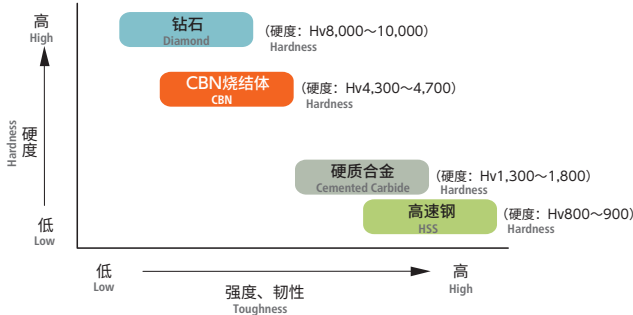 高
High
钻石
Diamond
(硬度：Hv8,000～10,000)
Hardness
CBN烧结体
CBN
(硬度：Hv4,300～4,700)
Hardness
Hardness
硬度
硬质合金
Cemented Carbide
(硬度：Hv1,300～1,800)
Hardness
高速钢
HSS
(硬度：Hv800～900)
Hardness
低
Low
低
Low
强度、韧性
Toughness
高
High